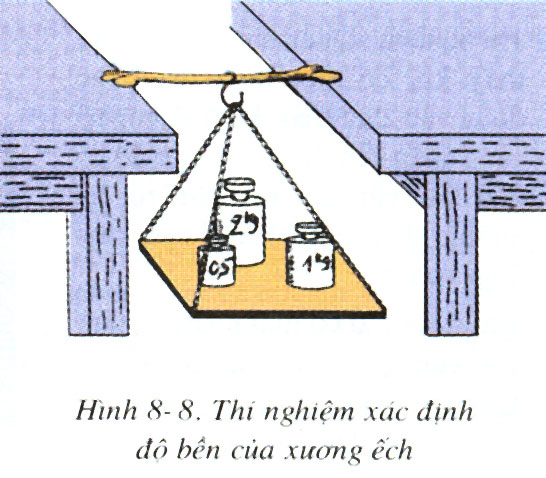 2kg
0,5
1kg
Hình 8-8. Thí nghiệm xác định
độ bền của xương ếch